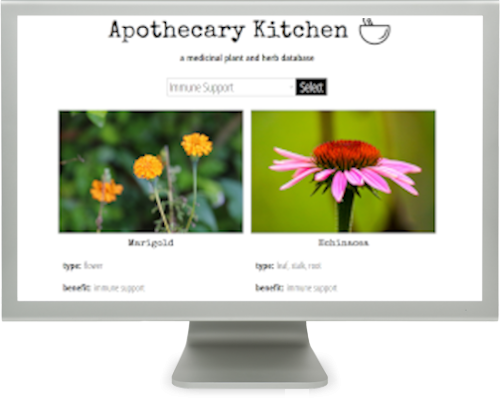 Apothecary Kitchen
a medicinal plant and herb database
Immune Support Select
Marigold Echinacea
type: flower type: leaf, stalk, root
benefit: immune support benefit: immune support